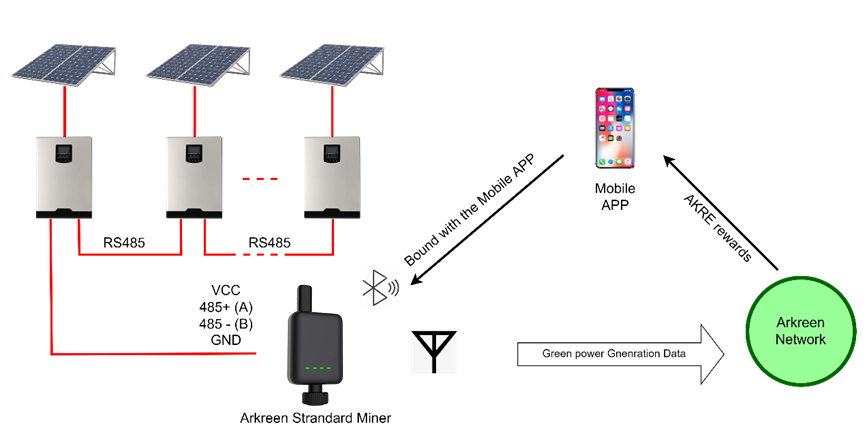 Mobile
APP
Bound with the Mobile APP
AKRE rewards
RS485
RS485
VCC
485+ (A)
485 - (B)
GND
Arkreen
Network
Green power Gnenration Data
Arkreen Strandard Miner